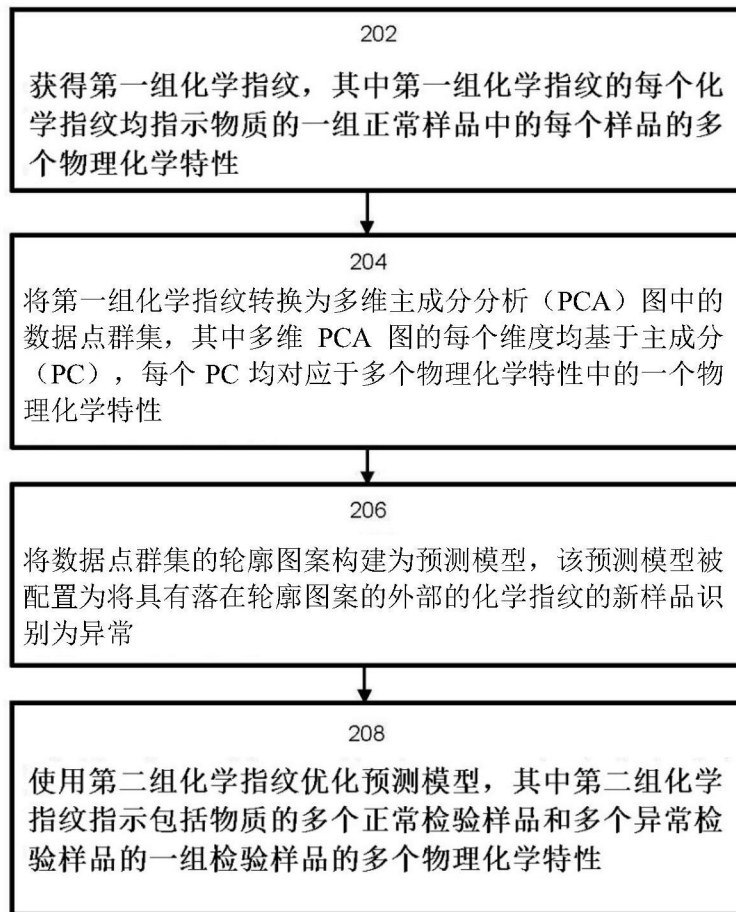 202
获得第一组化学指纹，其中第一组化学指纹的每个化
学指纹均指示物质的一组正常样品中的每个样品的多
个物理化学特性
204
将第一组化学指纹转换为多维主成分分析（PCA）图中的
数据点群集，其中多维 PCA 图的每个维度均基于主成分
（PC），每个 PC 均对应于多个物理化学特性中的一个物
理化学特性
206
将数据点群集的轮廓图案构建为预测模型，该预测模型被
配置为将具有落在轮廓图案的外部的化学指纹的新样品识
别为异常
208
使用第二组化学指纹优化预测模型，其中第二组化学
指纹指示包括物质的多个正常检验样品和多个异常检
验样品的一组检验样品的多个物理化学特性